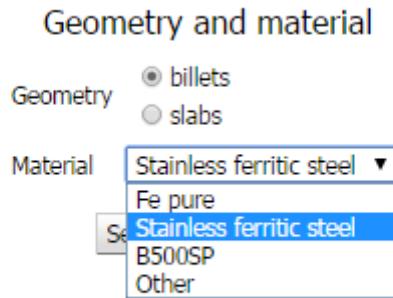 Geometry and material
Geometry
billets
slabs
Material
Stainless ferritic steel
Fe pure
Stainless ferritic steel
B500SP
Other